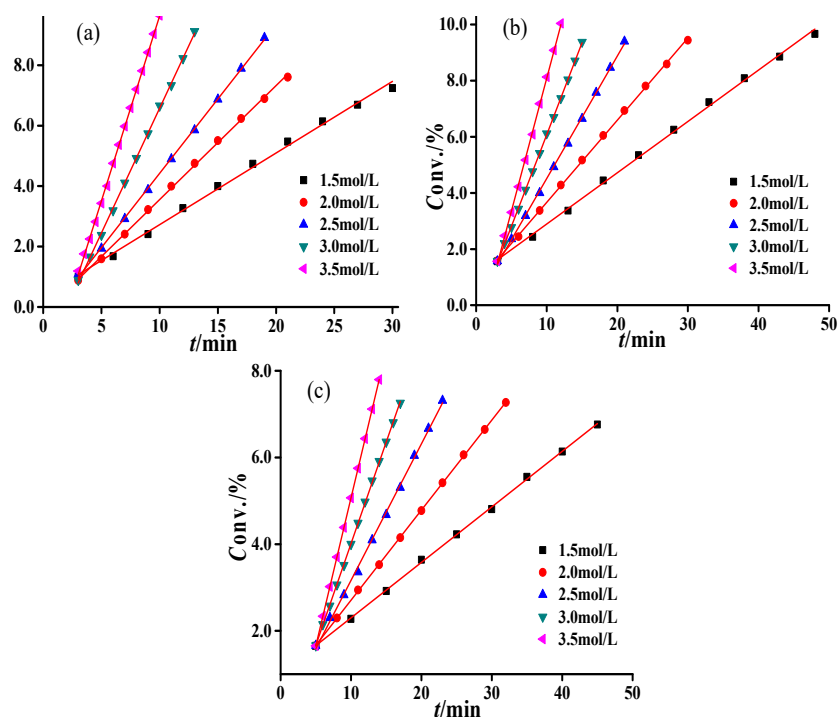 (a)
8.0
6.0
4.0
2.0
0.0
0 5 10 15 20 25 30
t/min
1.5mol/L
2.0mol/L
2.5mol/L
3.0mol/L
3.5mol/L
(b)
Conv./%
10.0
8.0
6.0
4.0
2.0
0.0
0 10 20 30 40 50
t/min
1.5mol/L
2.0mol/L
2.5mol/L
3.0mol/L
3.5mol/L
(c)
Conv./%
8.0
6.0
4.0
2.0
0 10 20 30 40 50
t/min
1.5mol/L
2.0mol/L
2.5mol/L
3.0mol/L
3.5mol/L